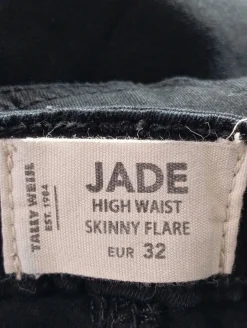 TALLY WEIJL
EST. 1984
JADE
HIGH WAIST
SKINNY FLARE
EUR 32